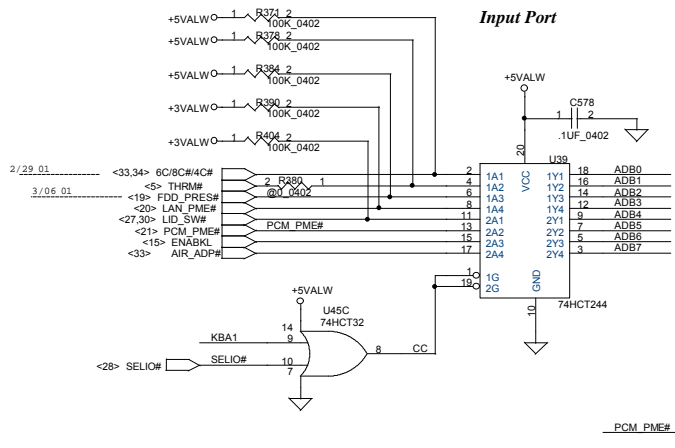 Input Port
+5VALW 1 R371 2
100K_0402
+5VALW 1 R378 2
100K_0402
+5VALW 1 R384 2
100K_0402
+3VALW 1 R390 2
100K_0402
+3VALW 1 R404 2
100K_0402
+5VALW
C578
1 2
.1UF_0402
20
U39
VCC
2/29 01
<33,34> 6C/8C#/4C# 2 1A1 1Y1 18 ADB0
<5> THRM# 2 R380 1 4 1A2 1Y2 16 ADB1
3/06 01
<19> FDD_PRES# @0_0402 6 1A3 1Y3 14 ADB2
<20> LAN_PME# 8 1A4 1Y4 12 ADB3
<27,30> LID_SW# 11 2A1 2Y1 9 ADB4
<21> PCM_PME# PCM_PME# 13 2A2 2Y2 7 ADB5
<15> ENABKL 15 2A3 2Y3 5 ADB6
<33> AIR_ADP# 17 2A4 2Y4 3 ADB7
1 1G
19 2G
GND
10
74HCT244
+5VALW
U45C
74HCT32
14
KBA1 9
8 CC
<28> SELIO# SELIO# 10
7
PCM_PME#